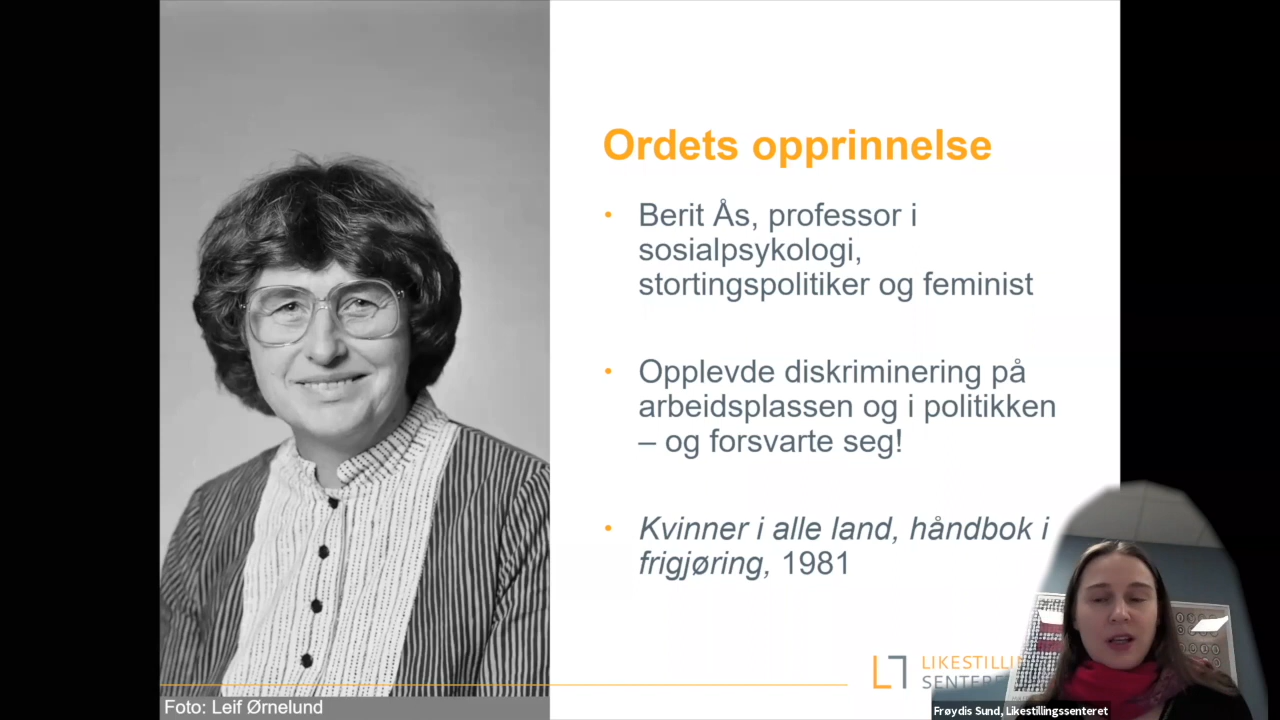 Ordets opprinnelse
• Berit Ås, professor i
sosialpsykologi,
stortingspolitiker og feminist
• Opplevde diskriminering på
arbeidsplassen og i politikken
– og forsvarte seg!
• Kvinner i alle land, håndbok i
frigjøring, 1981
Foto: Leif Ørnelund
Frøydis Sund, Likestillingssenteret